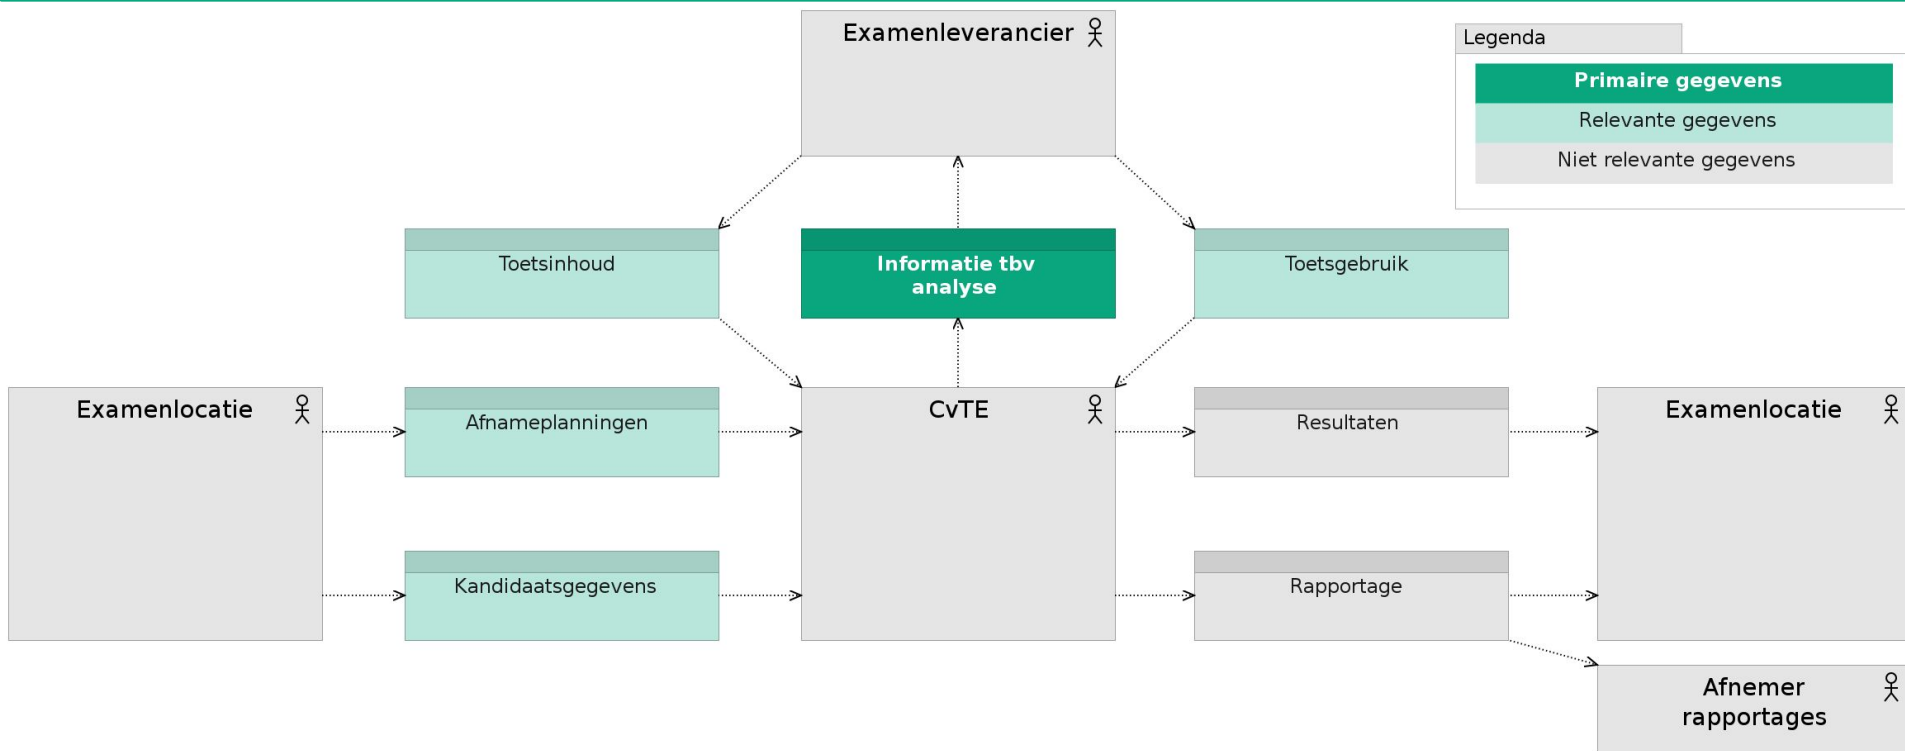 Examenleverancier
Legenda
Primaire gegevens
Relevante gegevens
Niet relevante gegevens
Toetsinhoud
Informatie tbv
analyse
Toetsgebruik
Examenlocatie
Afnameplanningen
CvTE
Resultaten
Examenlocatie
Kandidaatsgegevens
Rapportage
Afnemer
rapportages